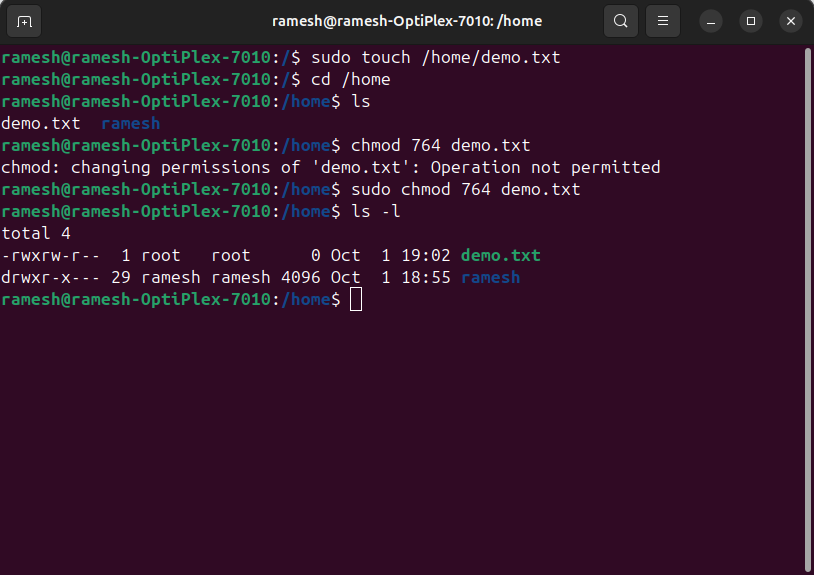 ramesh@ramesh-OptiPlex-7010: /home
ramesh@ramesh-OptiPlex-7010:/$ sudo touch /home/demo.txt
ramesh@ramesh-OptiPlex-7010:/$ cd /home
ramesh@ramesh-OptiPlex-7010:/home$ ls
demo.txt  ramesh
ramesh@ramesh-OptiPlex-7010:/home$ chmod 764 demo.txt
chmod: changing permissions of 'demo.txt': Operation not permitted
ramesh@ramesh-OptiPlex-7010:/home$ sudo chmod 764 demo.txt
ramesh@ramesh-OptiPlex-7010:/home$ ls -l
total 4
-rwxrw-r--  1 root   root      0 Oct  1 19:02 demo.txt
drwxr-x--- 29 ramesh ramesh 4096 Oct  1 18:55 ramesh
ramesh@ramesh-OptiPlex-7010:/home$